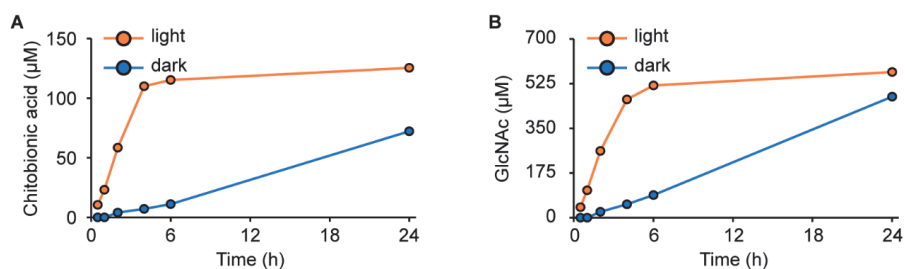 A
light
dark
Chitobionic acid (μM)
150
100
50
0
0
6
12
18
24
Time (h)
B
light
dark
GlcNAc (μM)
700
525
350
175
0
0
6
12
18
24
Time (h)